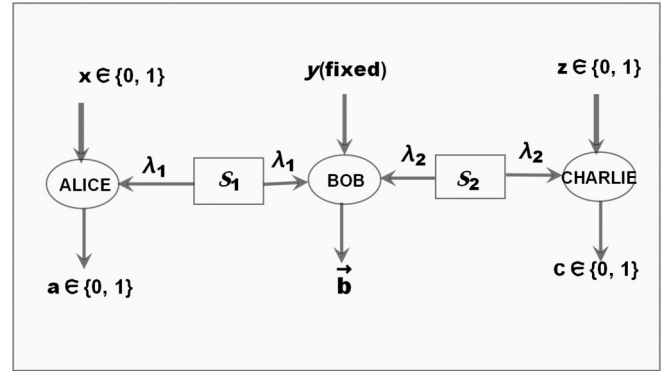 x ∈ {0, 1}
y(fixed)
z ∈ {0, 1}
λ₁
λ₁
λ₂
λ₂
ALICE
S₁
BOB
S₂
CHARLIE
a ∈ {0, 1}
b⃗
C ∈ {0, 1}